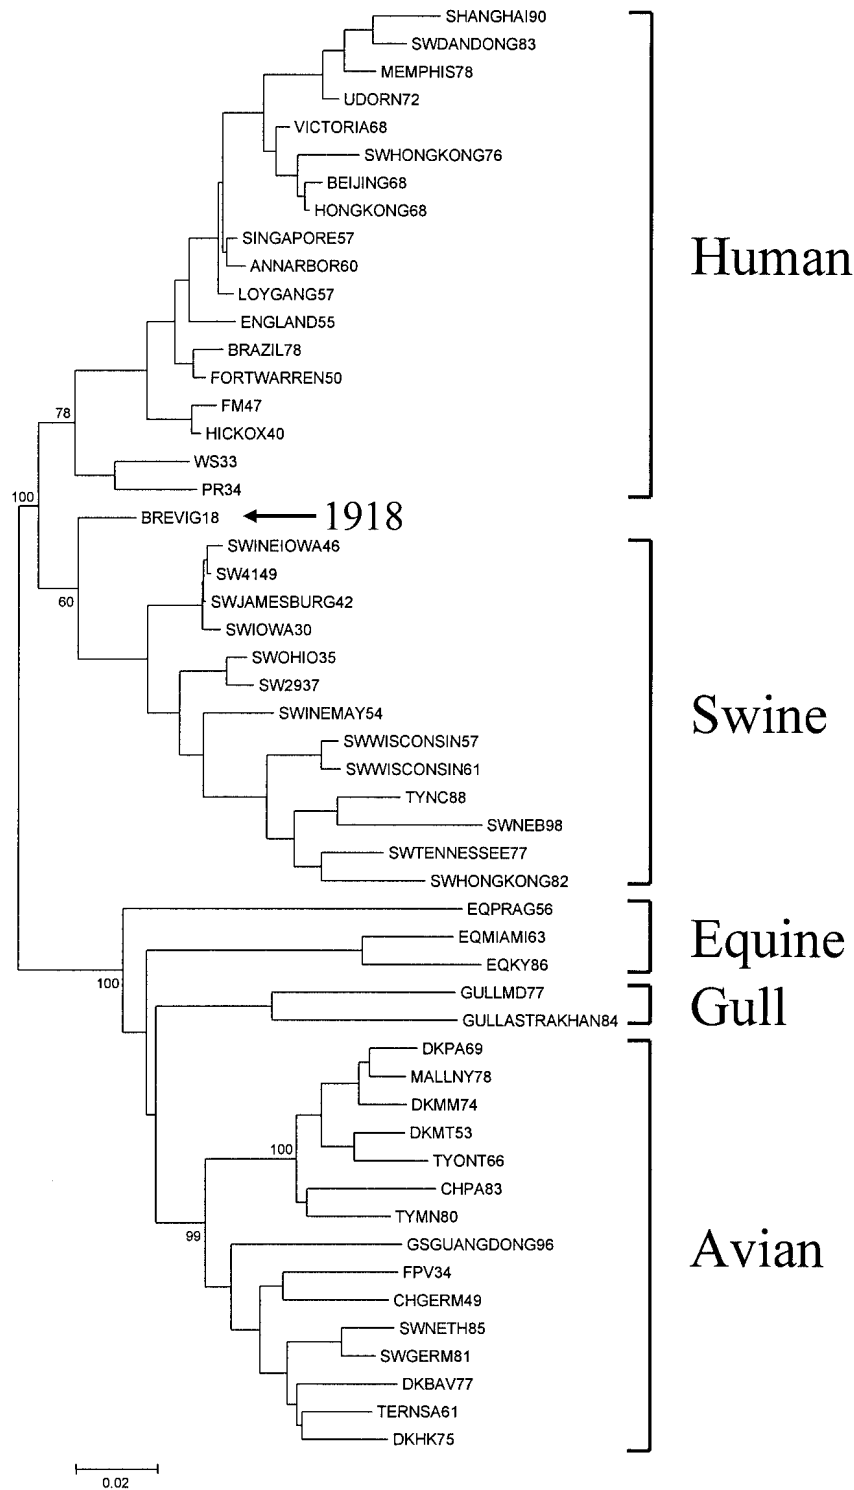 SHANGHAI90
SWDANDONG83
MEMPHIS78
UDORN72
VICTORIA68
SWHONGKONG76
BEIJING68
HONGKONG68
SINGAPORE57
Human
ANNARBOR60
LOYGANG57
ENGLAND55
BRAZIL78
FORTWARREN50
FM47
78
HICKOX40
WS33
PR34
100
BREVIG18
1918
SWINEIOWA46
SW4149
SWJAMESBURG42
60
SWIOWA30
SWOHIO35
SW2937
SWINEMAY54
Swine
SWWISCONSIN57
SWWISCONSIN61
TYNC88
SWNEB98
SWTENNESSEE77
SWHONGKONG82
EQPRAG56
EQMIAMI63
Equine
EQKY86
100
GULLMD77
Gull
GULLASTRAKHAN84
DKPA69
MALLNY78
DKMM74
DKMT53
100
TYONT66
CHPA83
TYMN80
99
GSGUANGDONG96
Avian
FPV34
CHGERM49
SWNETH85
SWGERM81
DKBAV77
TERNSA61
DKHK75
0.02